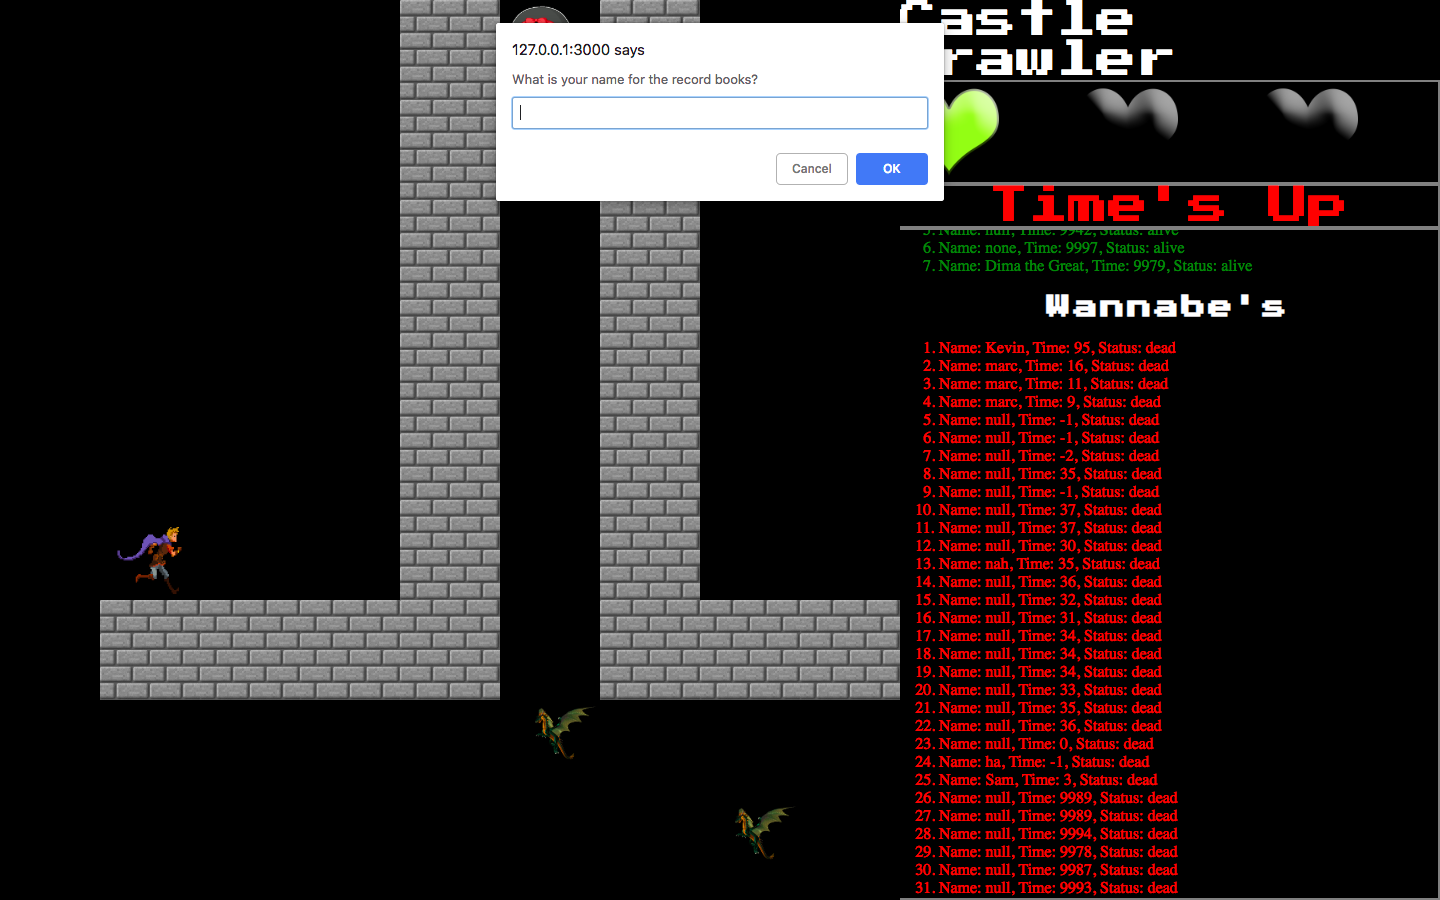 Castle
rawler
127.0.0.1:3000 says
What is your name for the record books?
Cancel
OK
Time's Up
5. Name: null, Time: 9942, Status: alive
6. Name: none, Time: 9997, Status: alive
7. Name: Dima the Great, Time: 9979, Status: alive
Wannabe's
1. Name: Kevin, Time: 95, Status: dead
2. Name: marc, Time: 16, Status: dead
3. Name: marc, Time: 11, Status: dead
4. Name: marc, Time: 9, Status: dead
5. Name: null, Time: -1, Status: dead
6. Name: null, Time: -1, Status: dead
7. Name: null, Time: -2, Status: dead
8. Name: null, Time: 35, Status: dead
9. Name: null, Time: -1, Status: dead
10. Name: null, Time: 37, Status: dead
11. Name: null, Time: 37, Status: dead
12. Name: null, Time: 30, Status: dead
13. Name: nah, Time: 35, Status: dead
14. Name: null, Time: 36, Status: dead
15. Name: null, Time: 32, Status: dead
16. Name: null, Time: 31, Status: dead
17. Name: null, Time: 34, Status: dead
18. Name: null, Time: 34, Status: dead
19. Name: null, Time: 34, Status: dead
20. Name: null, Time: 33, Status: dead
21. Name: null, Time: 35, Status: dead
22. Name: null, Time: 36, Status: dead
23. Name: null, Time: 0, Status: dead
24. Name: ha, Time: -1, Status: dead
25. Name: Sam, Time: 3, Status: dead
26. Name: null, Time: 9989, Status: dead
27. Name: null, Time: 9989, Status: dead
28. Name: null, Time: 9994, Status: dead
29. Name: null, Time: 9978, Status: dead
30. Name: null, Time: 9987, Status: dead
31. Name: null, Time: 9993, Status: dead